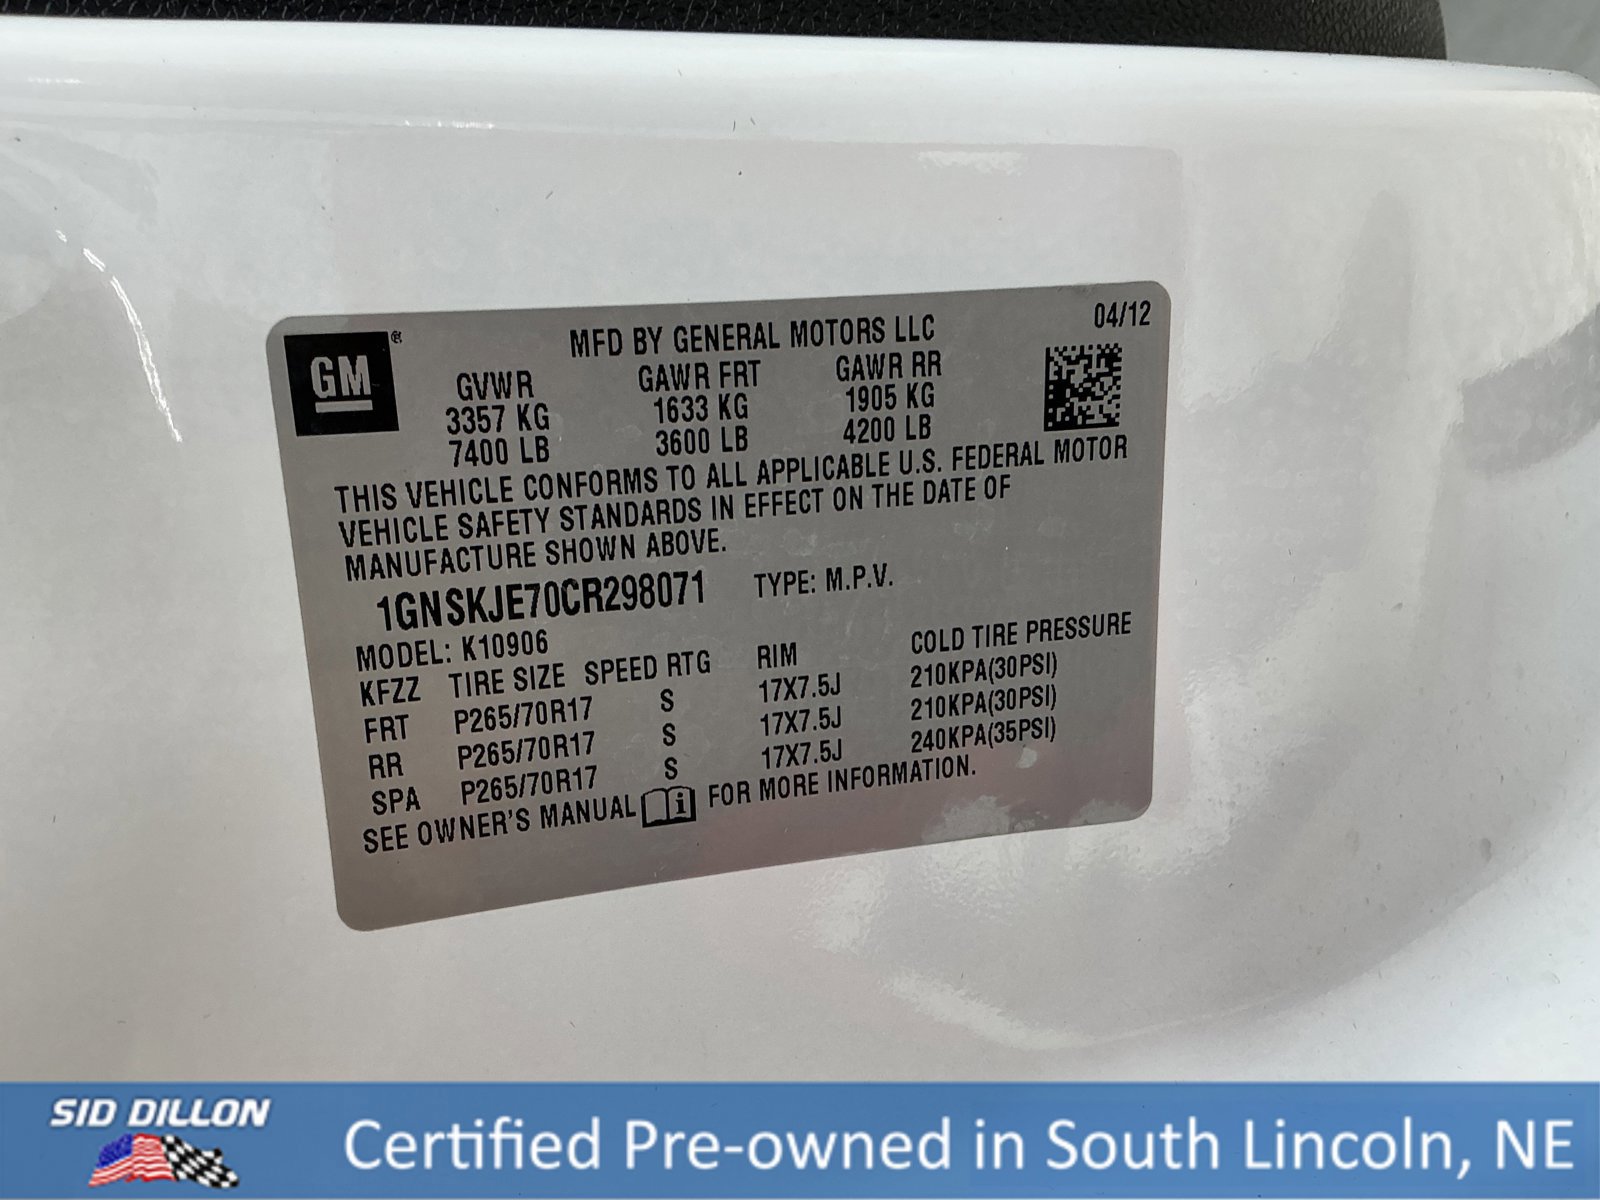 GM ®
MFD BY GENERAL MOTORS LLC 04/12
GVWR GAWR FRT GAWR RR
3357 KG 1633 KG 1905 KG
7400 LB 3600 LB 4200 LB
THIS VEHICLE CONFORMS TO ALL APPLICABLE U.S. FEDERAL MOTOR
VEHICLE SAFETY STANDARDS IN EFFECT ON THE DATE OF
MANUFACTURE SHOWN ABOVE.
1GNSKJE70CR298071 TYPE: M.P.V.
MODEL: K10906
KFZZ TIRE SIZE SPEED RTG RIM COLD TIRE PRESSURE
FRT P265/70R17 S 17X7.5J 210KPA(30PSI)
RR P265/70R17 S 17X7.5J 210KPA(30PSI)
SPA P265/70R17 S 17X7.5J 240KPA(35PSI)
SEE OWNER'S MANUAL i FOR MORE INFORMATION.
SID DILLON
Certified Pre-owned in South Lincoln, NE